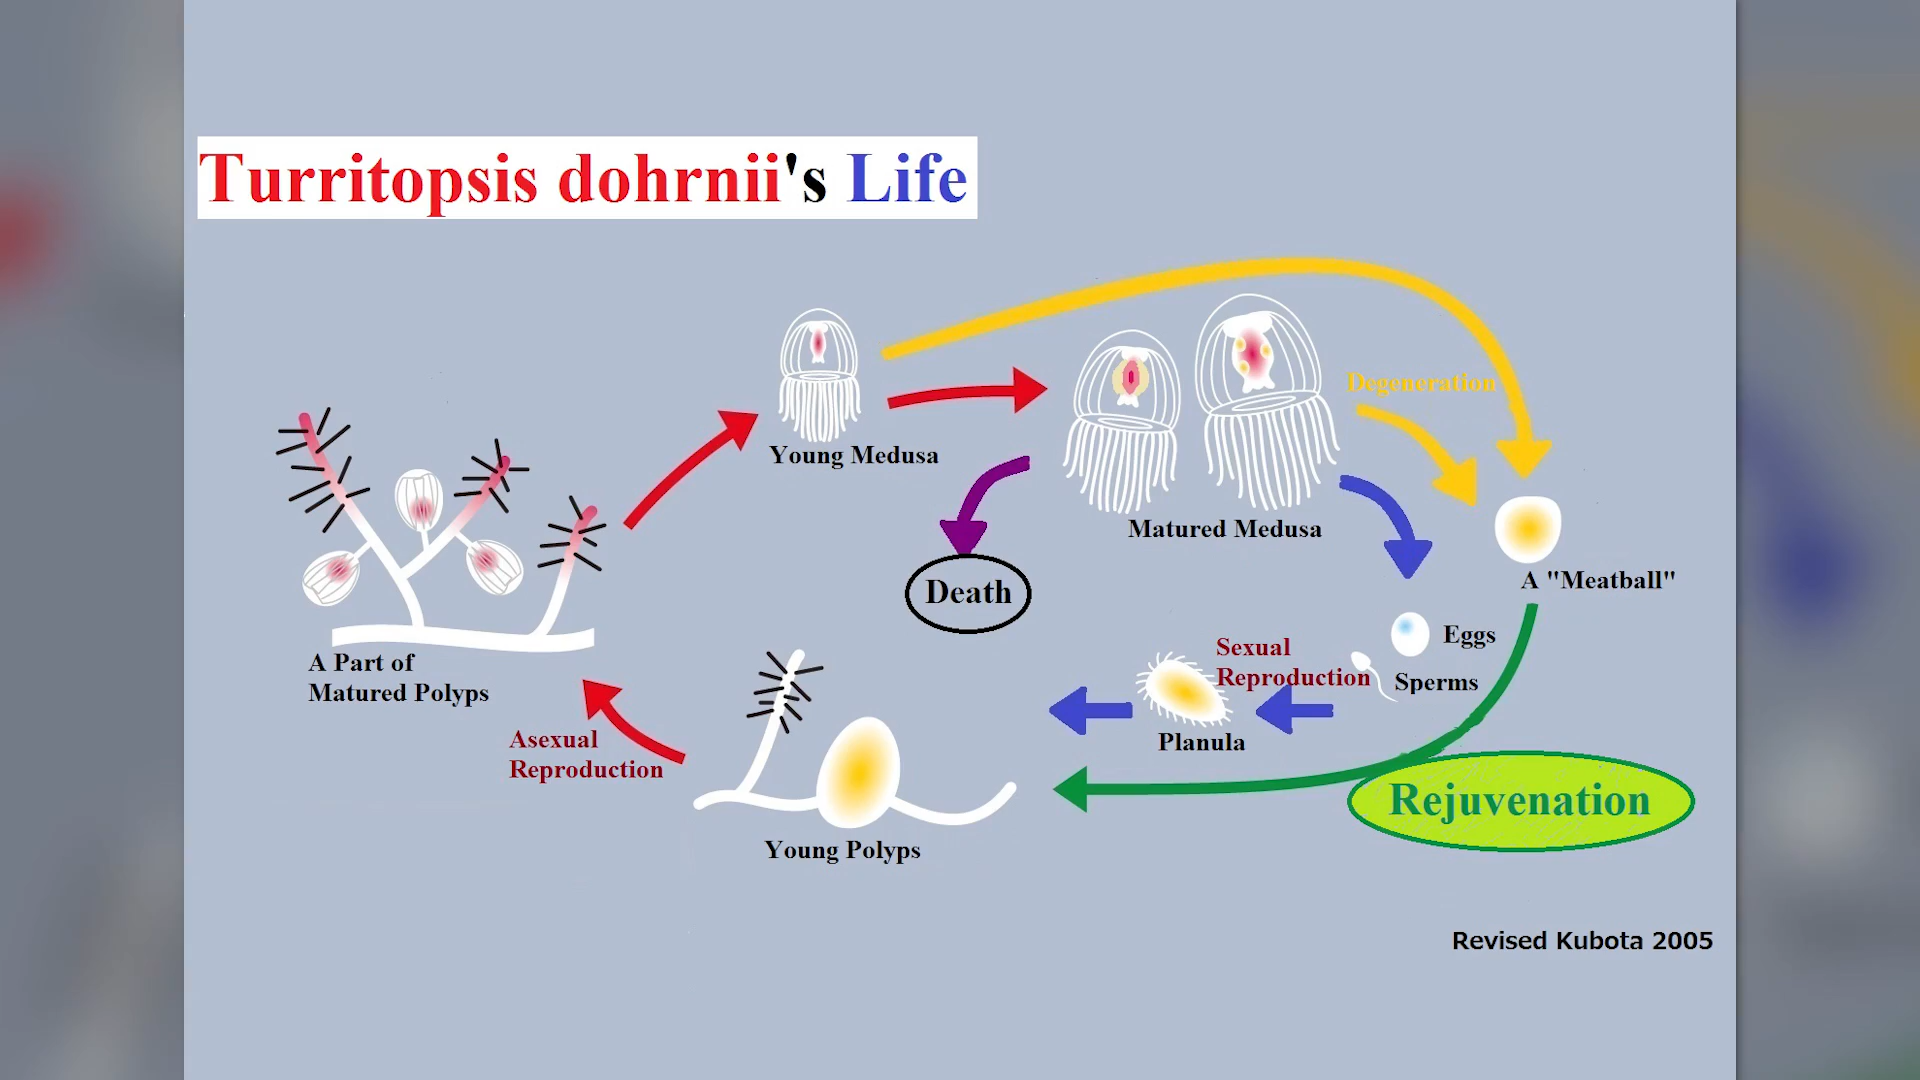 Turritopsis dohrnii's Life
Degeneration
Young Medusa
Matured Medusa
Death
A "Meatball"
Eggs
Sperms
Sexual
Reproduction
Planula
A Part of
Matured Polyps
Asexual
Reproduction
Rejuvenation
Young Polyps
Revised Kubota 2005